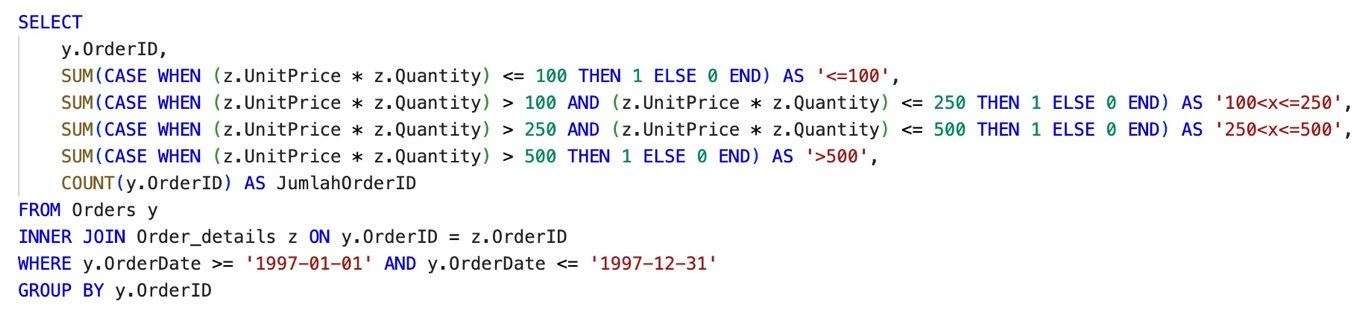 SELECT
    y.OrderID,
    SUM(CASE WHEN (z.UnitPrice * z.Quantity) <= 100 THEN 1 ELSE 0 END) AS '<=100',
    SUM(CASE WHEN (z.UnitPrice * z.Quantity) > 100 AND (z.UnitPrice * z.Quantity) <= 250 THEN 1 ELSE 0 END) AS '100<x<=250',
    SUM(CASE WHEN (z.UnitPrice * z.Quantity) > 250 AND (z.UnitPrice * z.Quantity) <= 500 THEN 1 ELSE 0 END) AS '250<x<=500',
    SUM(CASE WHEN (z.UnitPrice * z.Quantity) > 500 THEN 1 ELSE 0 END) AS '>500',
    COUNT(y.OrderID) AS JumlahOrderID
FROM Orders y
INNER JOIN Order_details z ON y.OrderID = z.OrderID
WHERE y.OrderDate >= '1997-01-01' AND y.OrderDate <= '1997-12-31'
GROUP BY y.OrderID